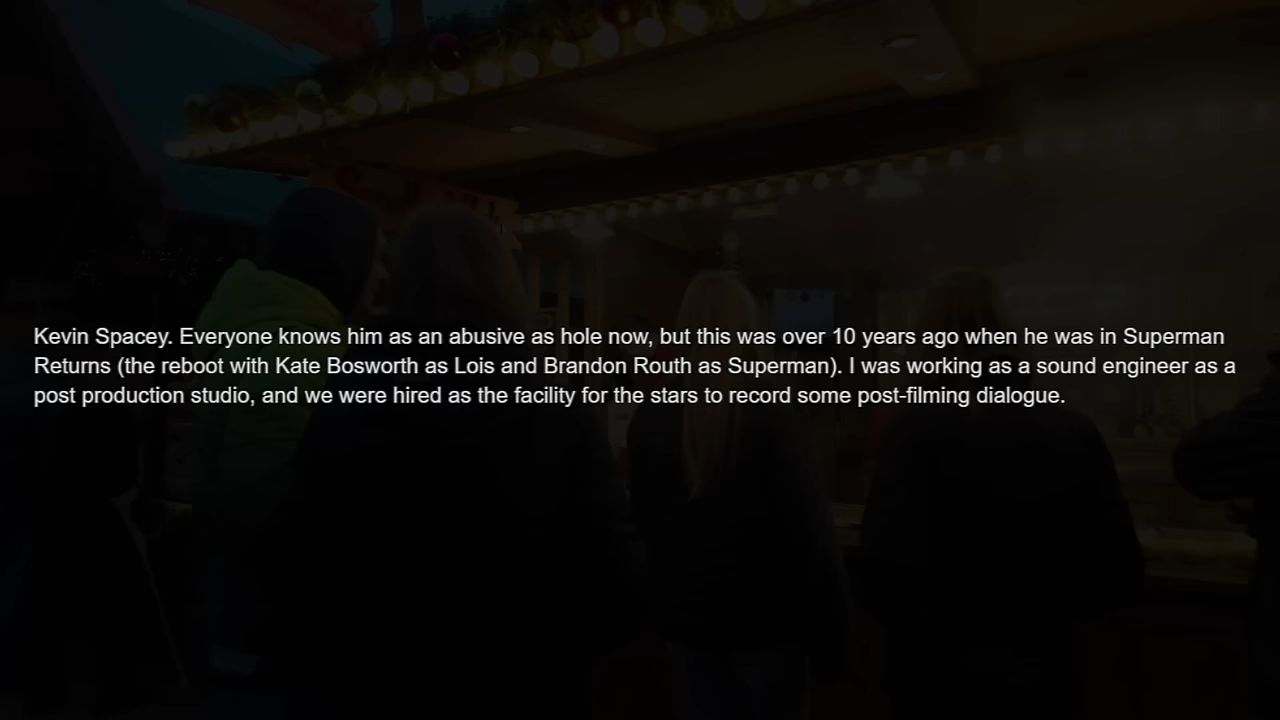 Kevin Spacey. Everyone knows him as an abusive as hole now, but this was over 10 years ago when he was in Superman
Returns (the reboot with Kate Bosworth as Lois and Brandon Routh as Superman). I was working as a sound engineer as a
post production studio, and we were hired as the facility for the stars to record some post-filming dialogue.